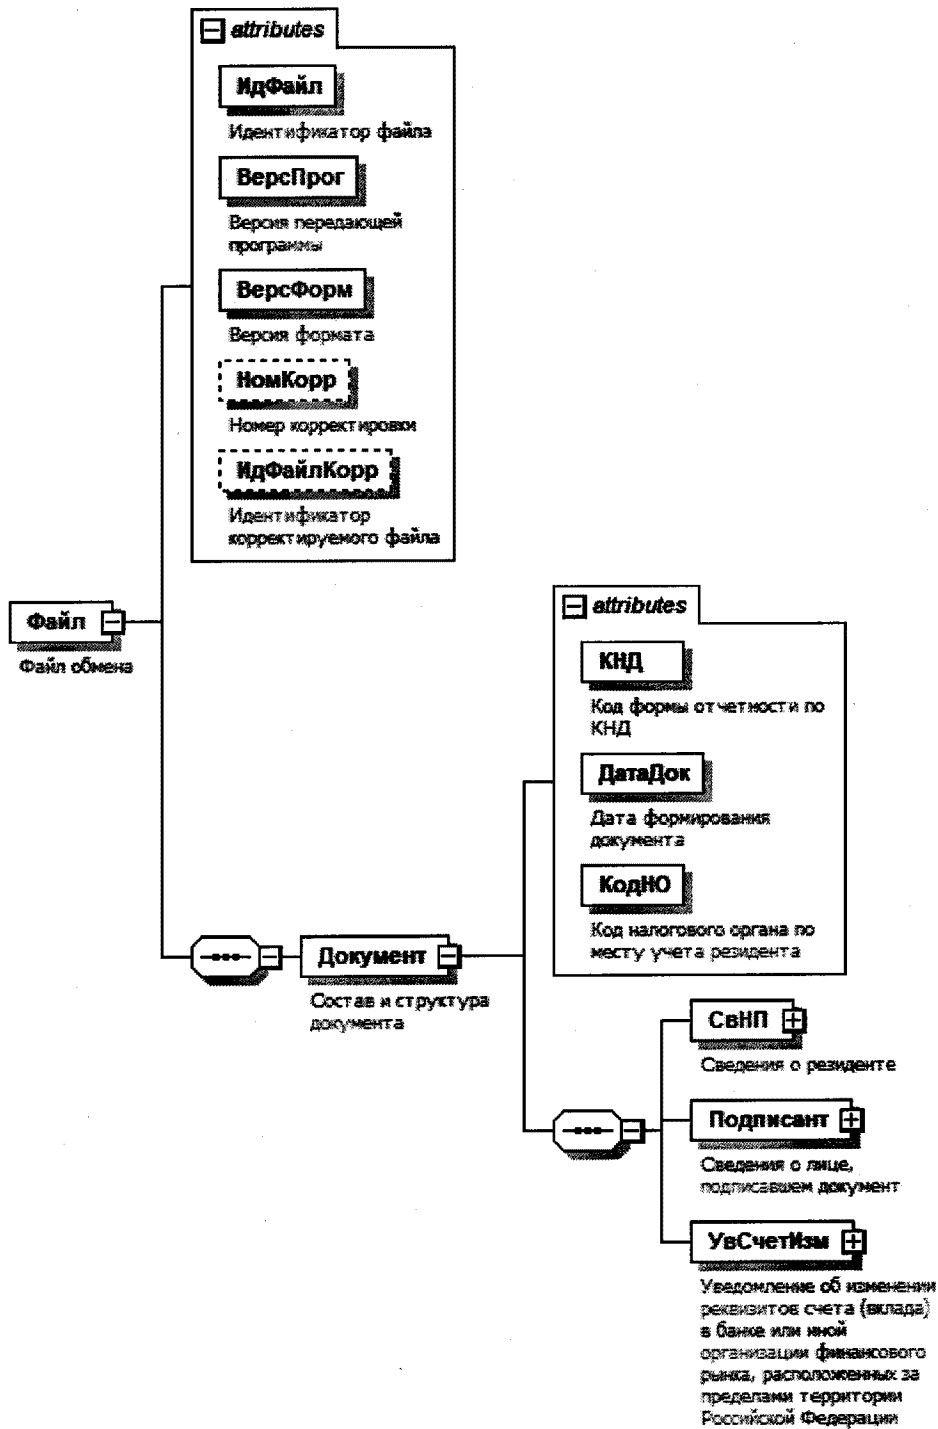 attributes
ИдФайл
Идентификатор файла
ВерсПрог
Версия передающей
программы
ВерсФорм
Версия формата
НомКорр
Номер корректировки
ИдФайлКорр
Идентификатор
корректируемого файла
Файл
Файл обмена
attributes
КНД
Код формы отчетности по
КНД
ДатаДок
Дата формирования
документа
КодНО
Код налогового органа по
месту учета резидента
Документ
Состав и структура
документа
СвНП
Сведения о резиденте
Подписант
Сведения о лице,
подписавшем документ
УвСчетИзм
Уведомление об изменении
реквизитов счета (вклада)
в банке или иной
организации финансового
рынка, расположенных за
пределами территории
Российской Федерации